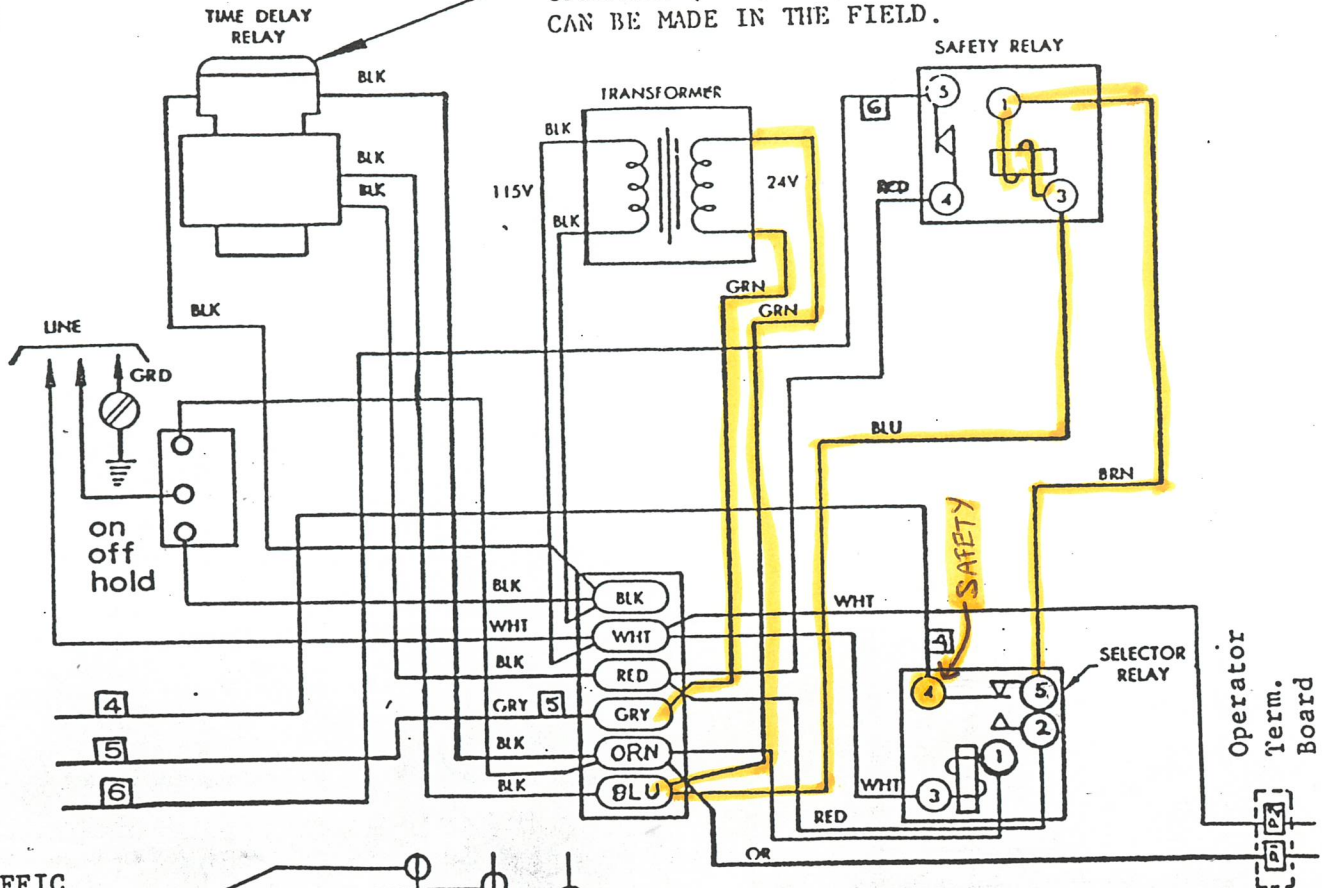 CAN BE MADE IN THE FIELD.
TIME DELAY
RELAY
BLK
TRANSFORMER
SAFETY RELAY
5
1
6
BLK
BLK
BLK
115V
24V
RED
4
3
BLK
GRN
GRN
BLK
LINE
GRD
BLU
BRN
on
off
hold
SAFETY
BLK
BLK
WHT
WHT
WHT
4
BLK
RED
SELECTOR
RELAY
4
5
GRY
5
GRY
4
2
5
BLK
ORN
1
6
BLK
BLU
WHT
3
RED
OR
Operator
Term.
Board
P2
P1